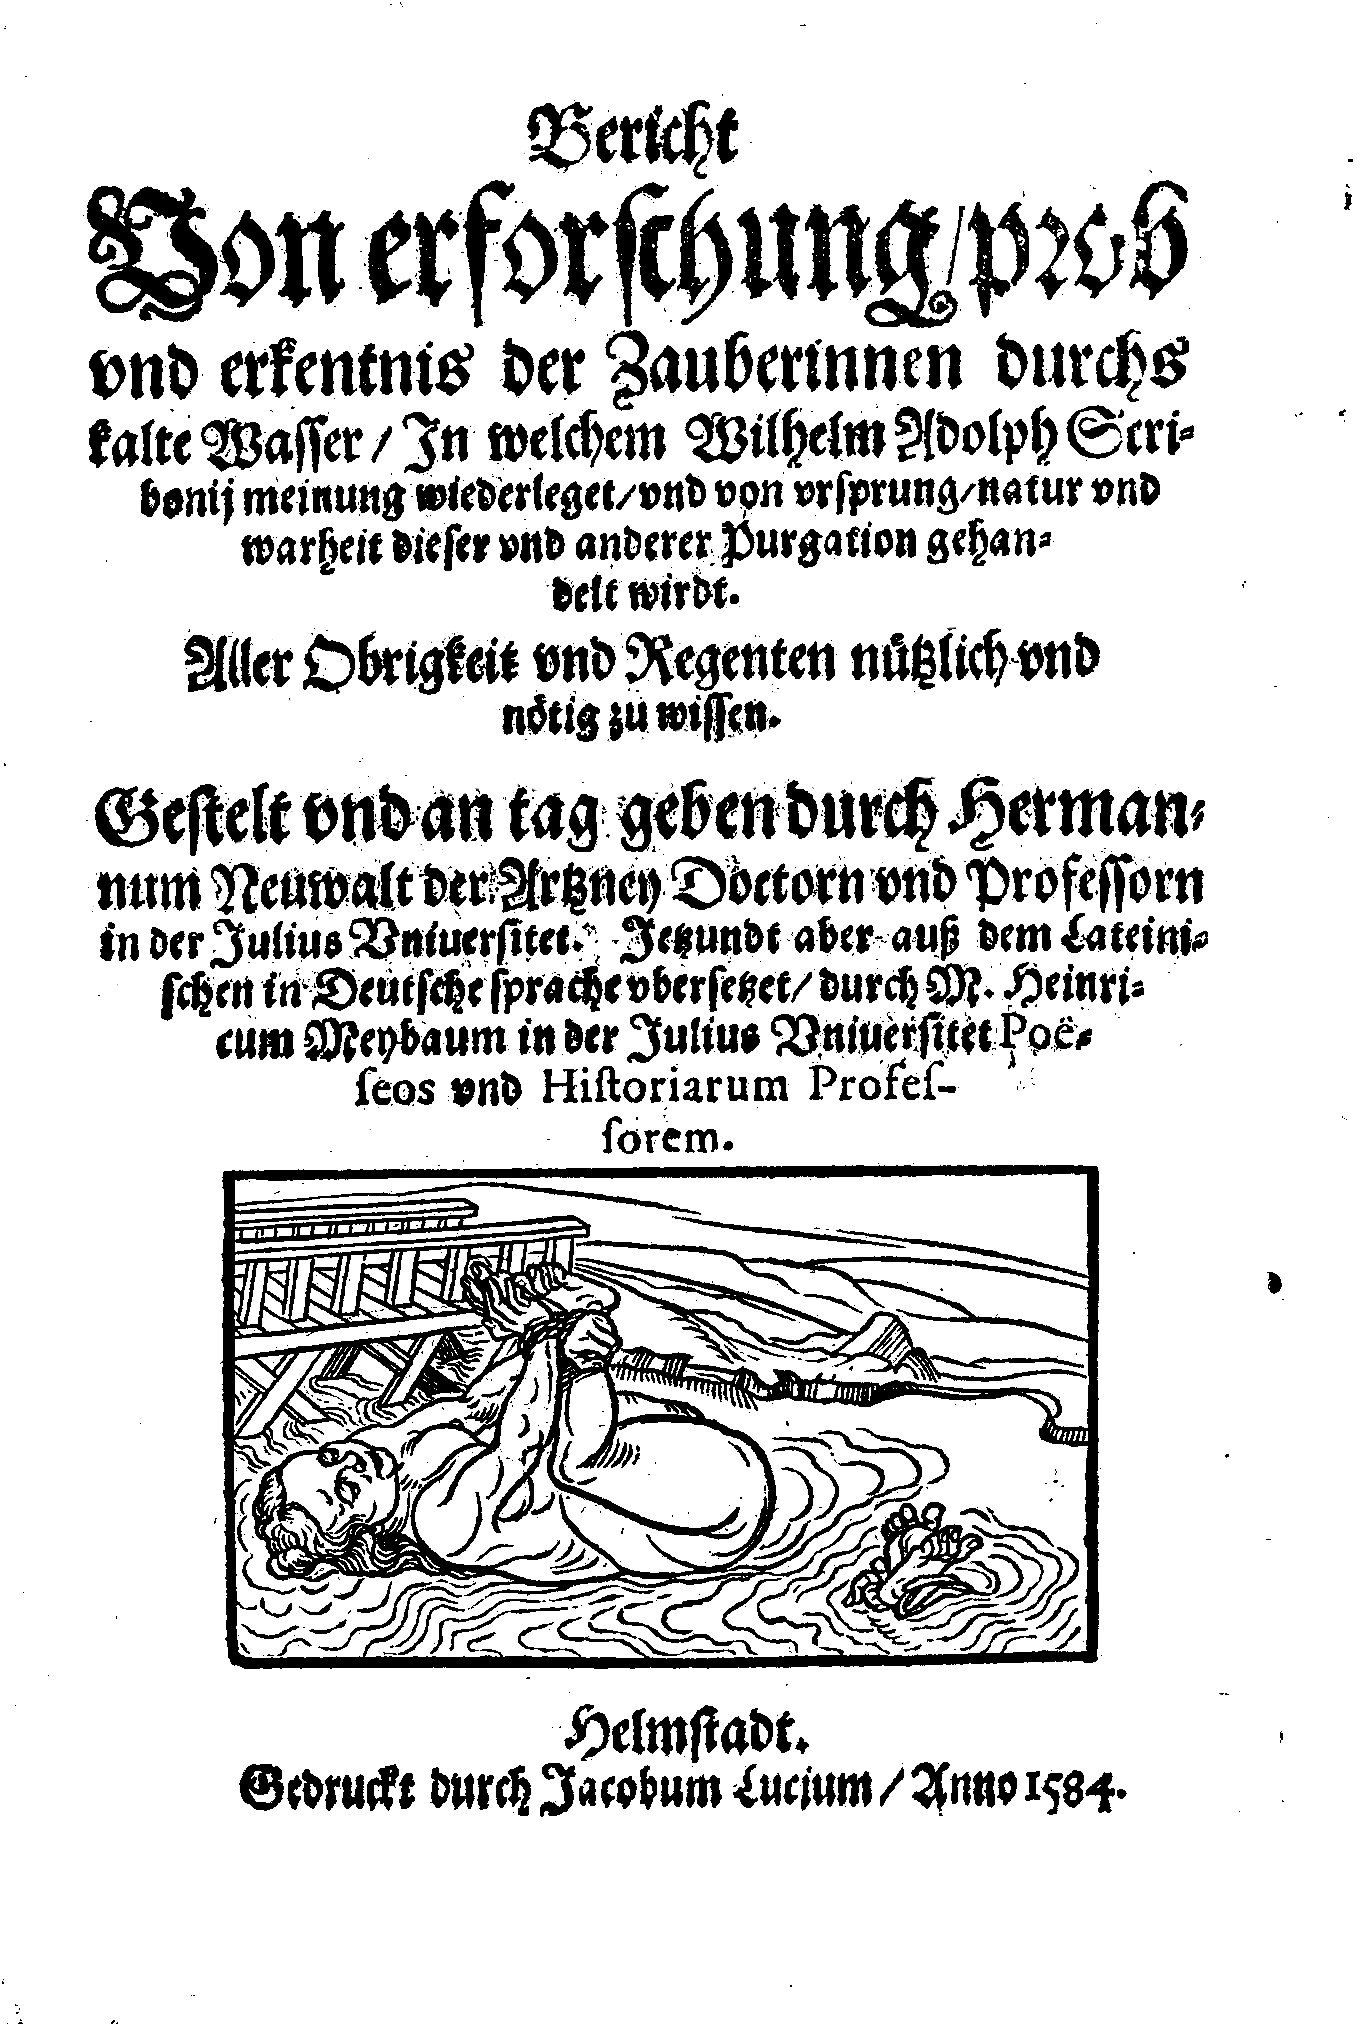 Bericht
Von erforschung/prob
vnd erkentnis der Zauberinnen durchs
kalte Wasser / In welchem Wilhelm Adolph Scri-
bonij meinung wiederleget/vnd von vrsprung/natur vnd
warheit dieser vnd anderer Purgation gehan-
delt wirdt.
Aller Obrigkeit vnd Regenten nützlich vnd
nötig zu wissen.
Gestelt vnd an tag geben durch Herman-
num Neuwalt der Artzney Doctorn vnd Professorn
in der Julius Vniuersitet. Jetzundt aber auß dem Lateini-
schen in Deutsche sprache vbersetzet/ durch M. Heinri-
cum Meybaum in der Julius Vniuersitet Poë-
ſeos vnd Hiſtoriarum Profeſ-
ſorem.
Helmstadt.
Gedruckt durch Jacobum Lucium / Anno 1584.